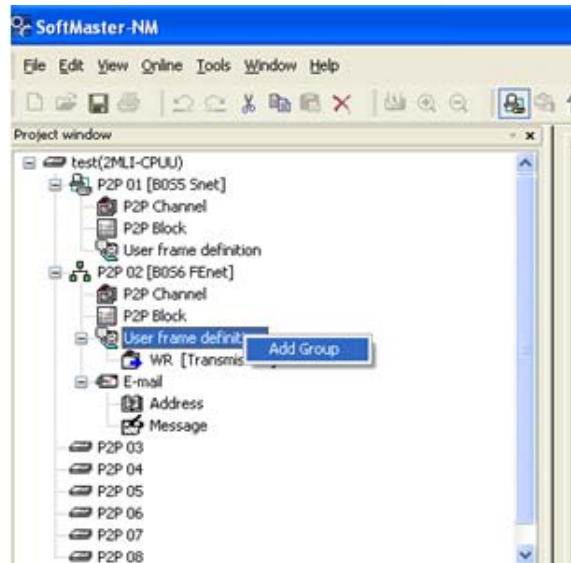 SoftMaster-NM
File Edit View Online Tools Window Help
Project window
test(2MLI-CPUU)
P2P 01 [B0S5 Snet]
P2P Channel
P2P Block
User frame definition
P2P 02 [B0S6 FEnet]
P2P Channel
P2P Block
User frame definiti
Add Group
WR [Transmis
E-mail
Address
Message
P2P 03
P2P 04
P2P 05
P2P 06
P2P 07
P2P 08